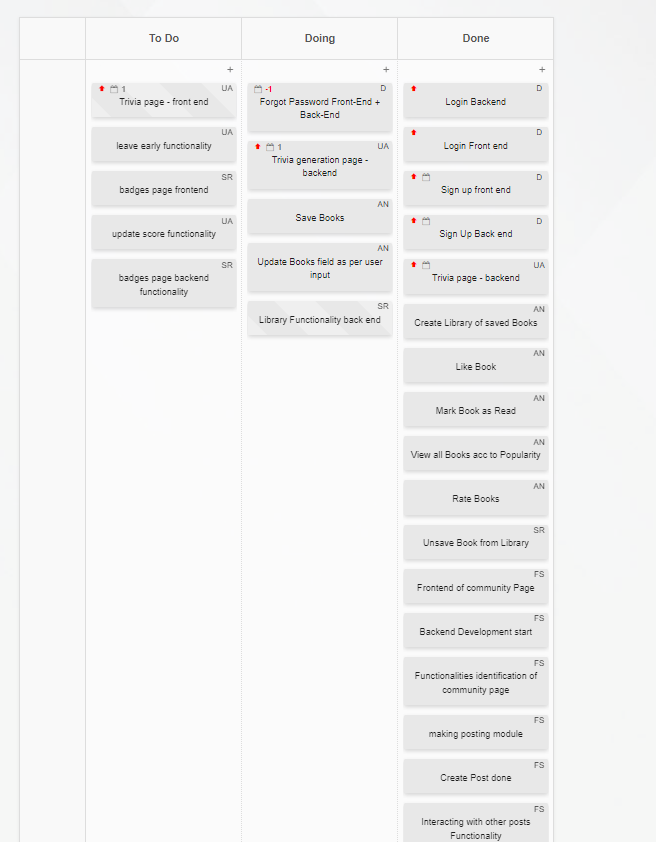 To Do
Doing
Done
+
+
+
1 UA
Trivia page - front end
UA
leave early functionality
SR
badges page frontend
UA
update score functionality
SR
badges page backend
functionality
-1 D
Forgot Password Front-End +
Back-End
1 UA
Trivia generation page -
backend
AN
Save Books
AN
Update Books field as per user
input
SR
Library Functionality back end
D
Login Backend
D
Login Front end
D
Sign up front end
D
Sign Up Back end
UA
Trivia page - backend
AN
Create Library of saved Books
AN
Like Book
AN
Mark Book as Read
AN
View all Books acc to Popularity
AN
Rate Books
SR
Unsave Book from Library
FS
Frontend of community Page
FS
Backend Development start
FS
Functionalities identification of
community page
FS
making posting module
FS
Create Post done
FS
Interacting with other posts
Functionality